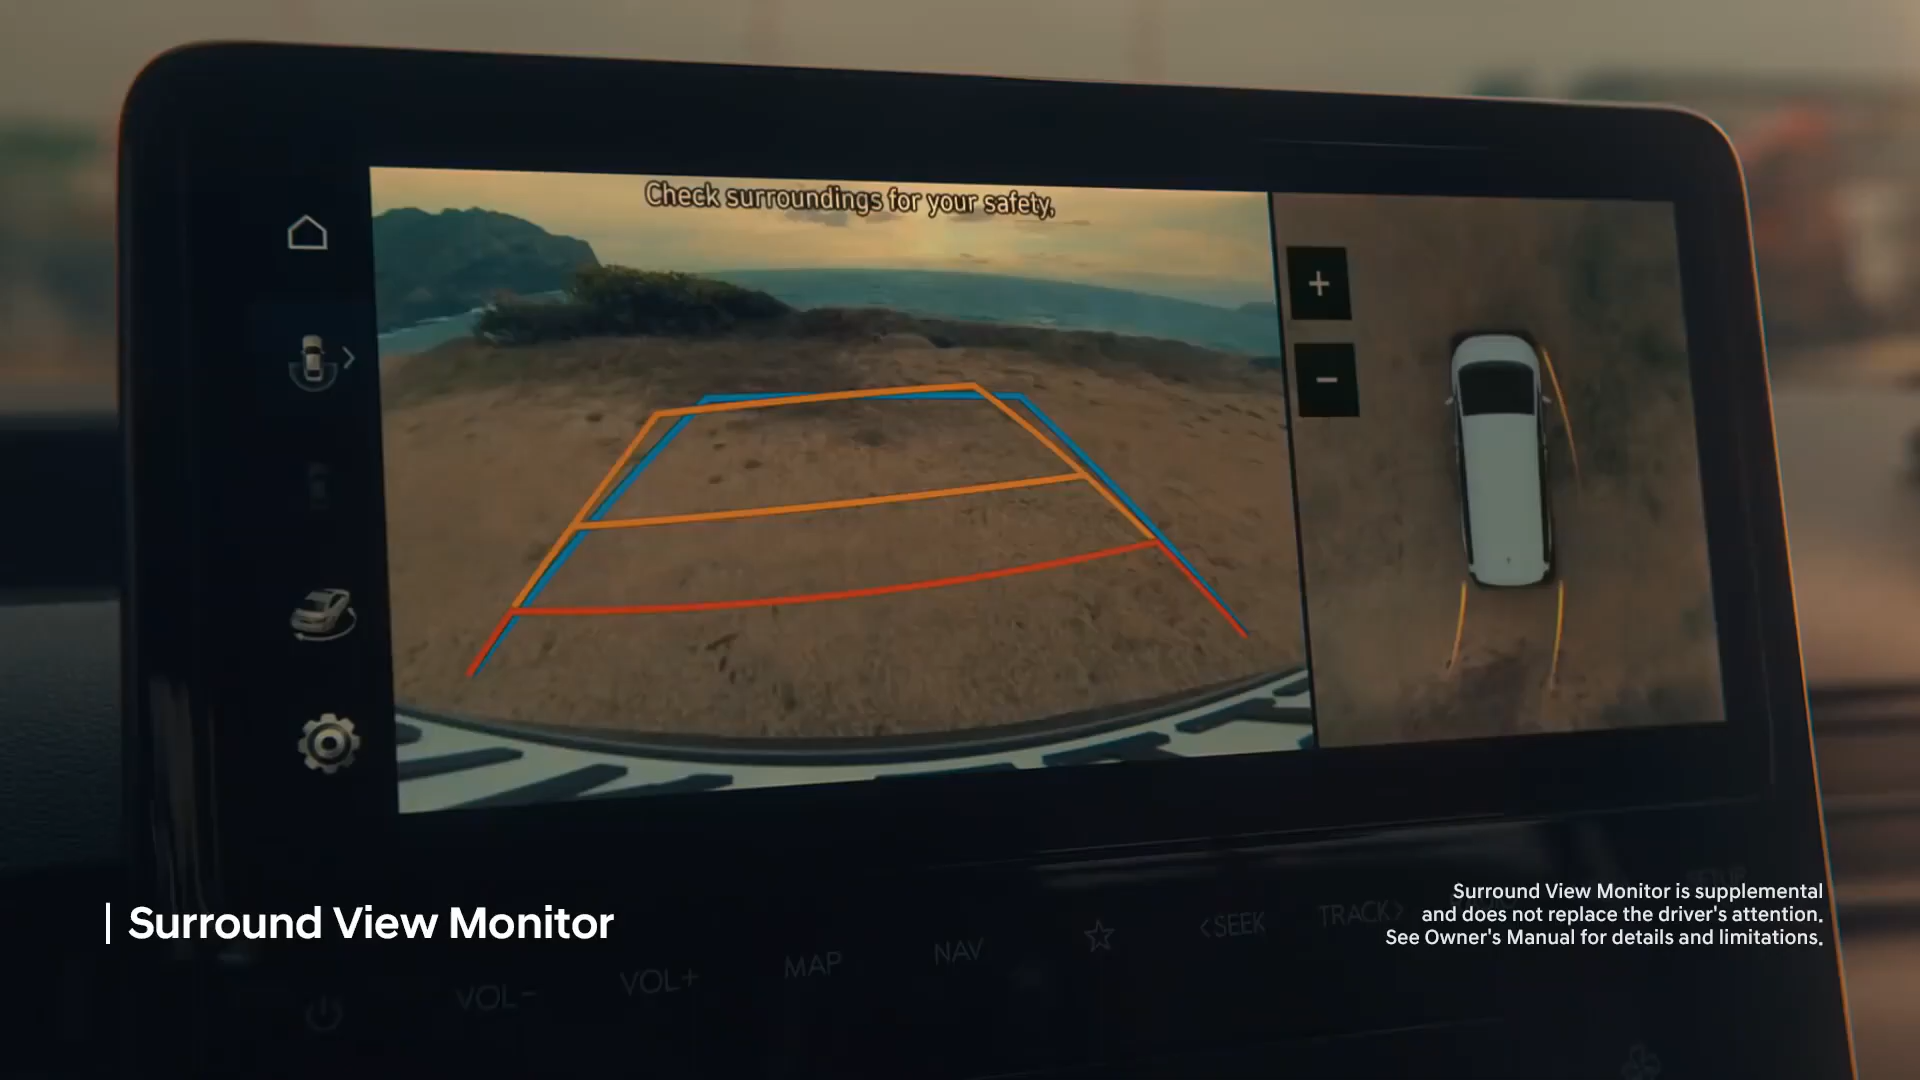 Check surroundings for your safety.
+
-
Surround View Monitor
Surround View Monitor is supplemental
and does not replace the driver's attention.
See Owner's Manual for details and limitations.
VOL- VOL+ MAP NAV <SEEK TRACK>